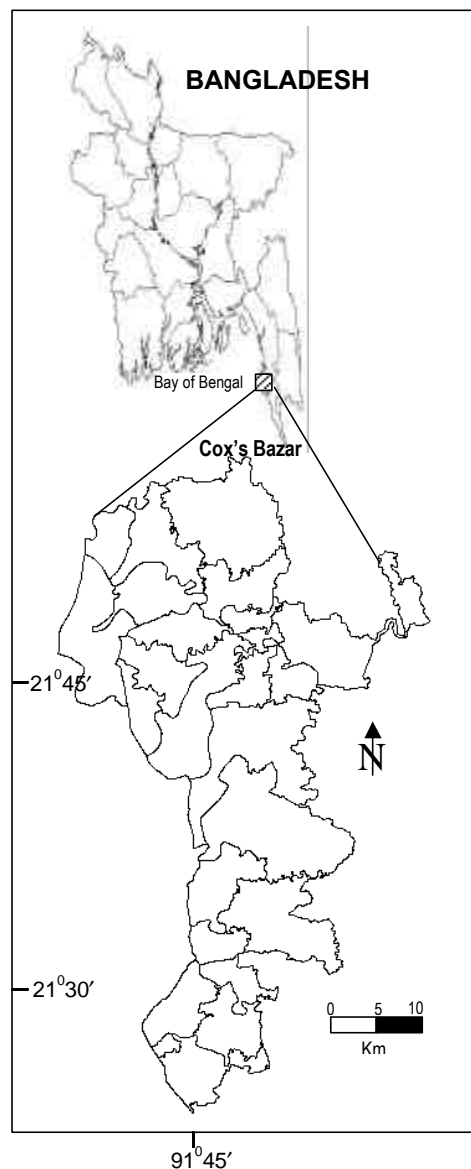 BANGLADESH
Bay of Bengal
Cox's Bazar
21⁰45′
N
21⁰30′
0 5 10
Km
91⁰45′